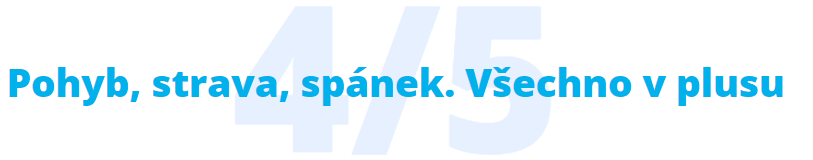 4/5
Pohyb, strava, spánek. Všechno v plusu